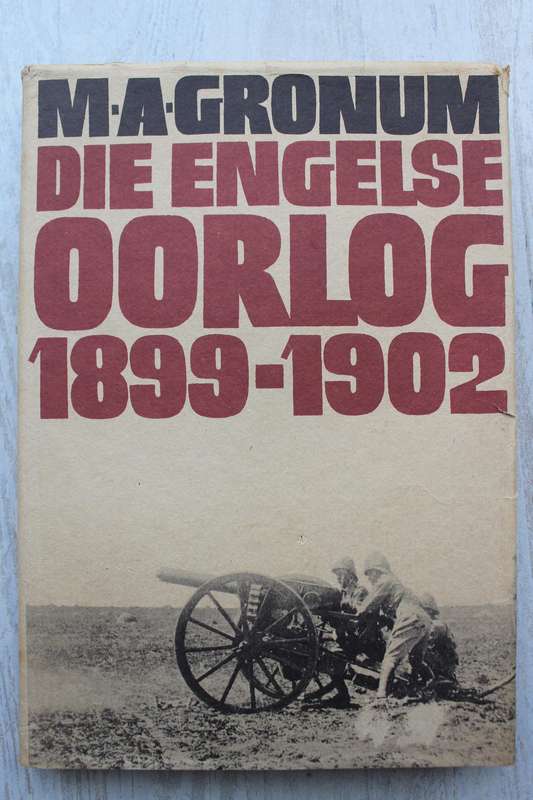 M·A·GRONUM
DIE ENGELSE
OORLOG
1899-1902